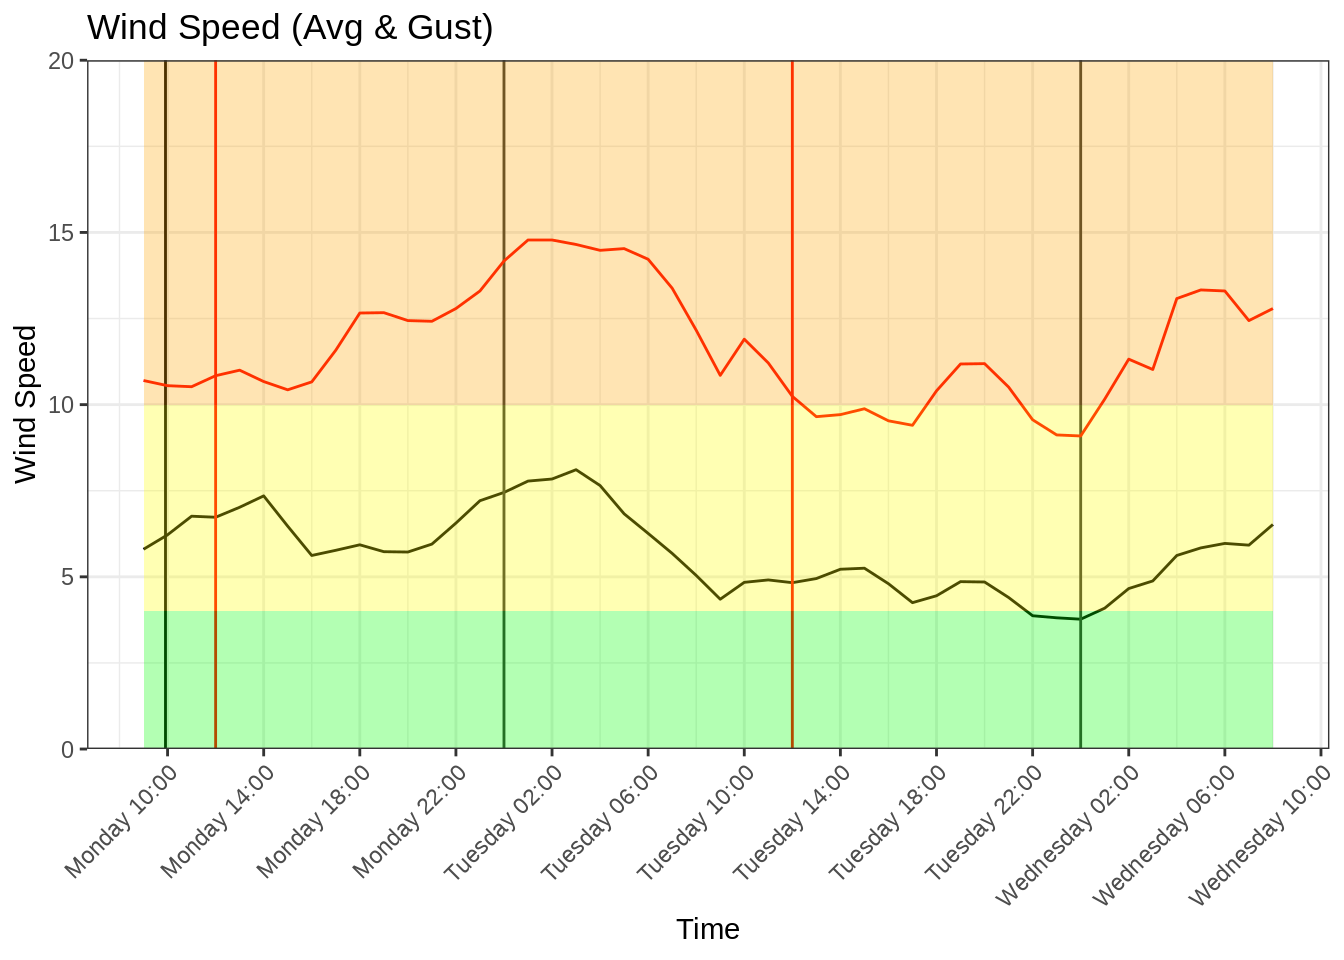 Wind Speed (Avg & Gust)
Wind Speed
20
15
10
5
0
Monday 10:00
Monday 14:00
Monday 18:00
Monday 22:00
Tuesday 02:00
Tuesday 06:00
Tuesday 10:00
Tuesday 14:00
Tuesday 18:00
Tuesday 22:00
Wednesday 02:00
Wednesday 06:00
Wednesday 10:00
Time